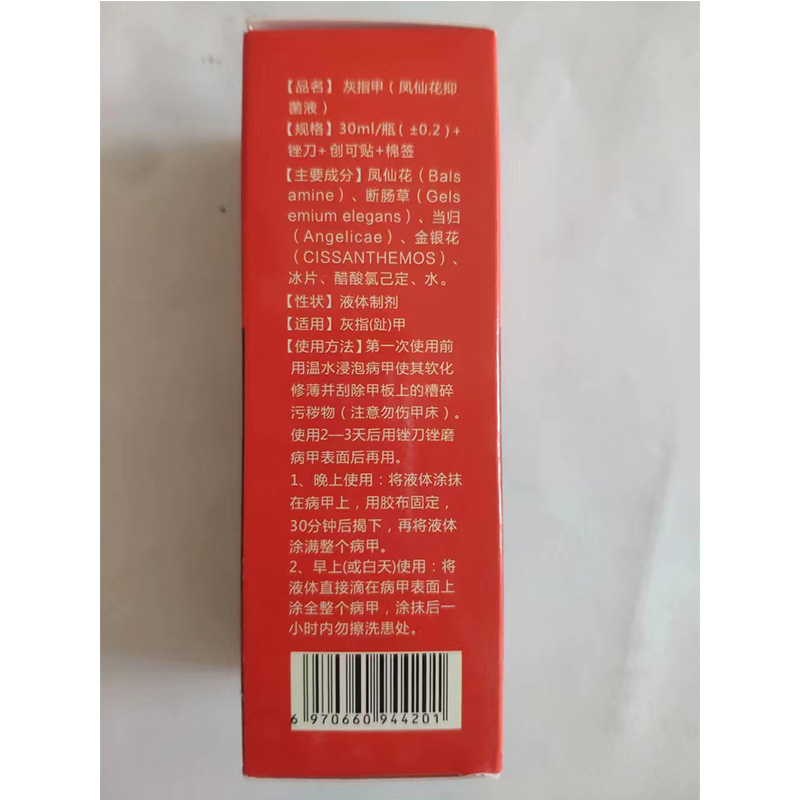 【品名】 灰指甲（凤仙花抑
菌液）
【规格】30ml/瓶（±0.2）+
锉刀+创可贴+棉签
【主要成分】凤仙花（Bals
amine）、断肠草（Gels
emium elegans）、当归
（Angelicae）、金银花
（CISSANTHEMOS）、
冰片、醋酸氯己定、水。
【性状】液体制剂
【适用】灰指(趾)甲
【使用方法】第一次使用前
用温水浸泡病甲使其软化
修薄并刮除甲板上的糟碎
污秽物（注意勿伤甲床）。
使用2—3天后用锉刀锉磨
病甲表面后再用。
1、晚上使用：将液体涂抹
在病甲上，用胶布固定，
30分钟后揭下，再将液体
涂满整个病甲。
2、早上(或白天)使用：将
液体直接滴在病甲表面上
涂全整个病甲，涂抹后一
小时内勿擦洗患处。
6 970660 944201